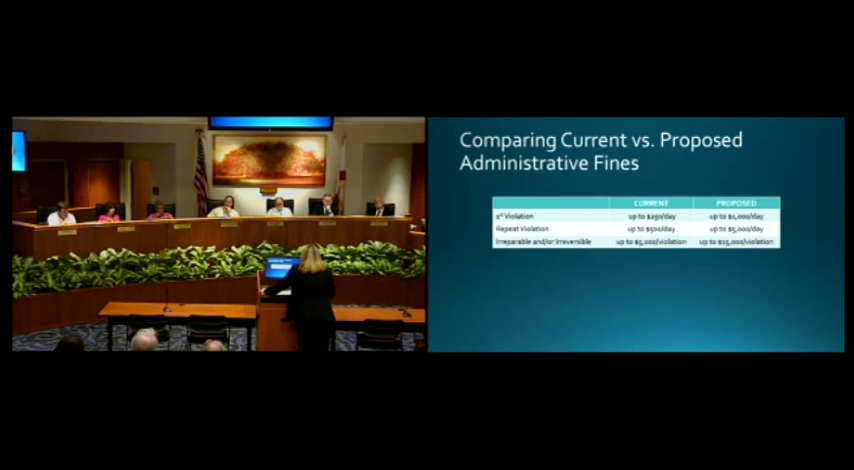 Comparing Current vs. Proposed
Administrative Fines
CURRENT PROPOSED
1st Violation up to $250/day up to $1,000/day
Repeat Violation up to $500/day up to $5,000/day
Irreparable and/or Irreversible up to $5,000/violation up to $15,000/violation